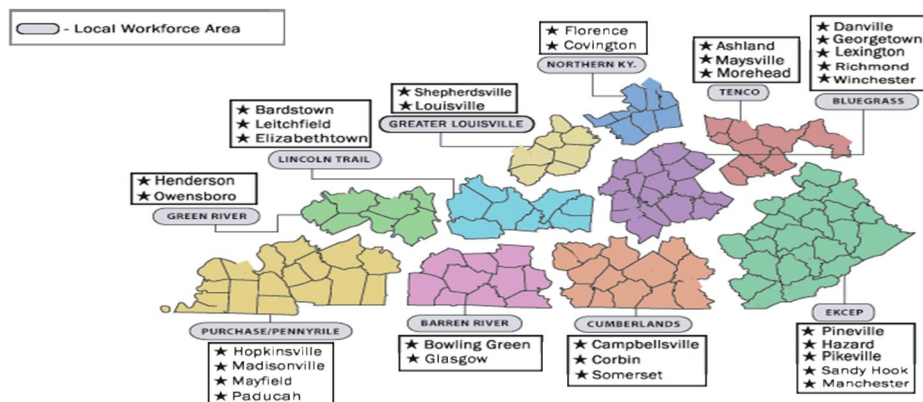 - Local Workforce Area
★ Florence
★ Covington
NORTHERN KY.
★ Ashland
★ Maysville
★ Morehead
TENCO
★ Danville
★ Georgetown
★ Lexington
★ Richmond
★ Winchester
BLUEGRASS
★ Shepherdsville
★ Louisville
GREATER LOUISVILLE
★ Bardstown
★ Leitchfield
★ Elizabethtown
LINCOLN TRAIL
★ Henderson
★ Owensboro
GREEN RIVER
PURCHASE/PENNYRILE
★ Hopkinsville
★ Madisonville
★ Mayfield
★ Paducah
BARREN RIVER
★ Bowling Green
★ Glasgow
CUMBERLANDS
★ Campbellsville
★ Corbin
★ Somerset
EKCEP
★ Pineville
★ Hazard
★ Pikeville
★ Sandy Hook
★ Manchester